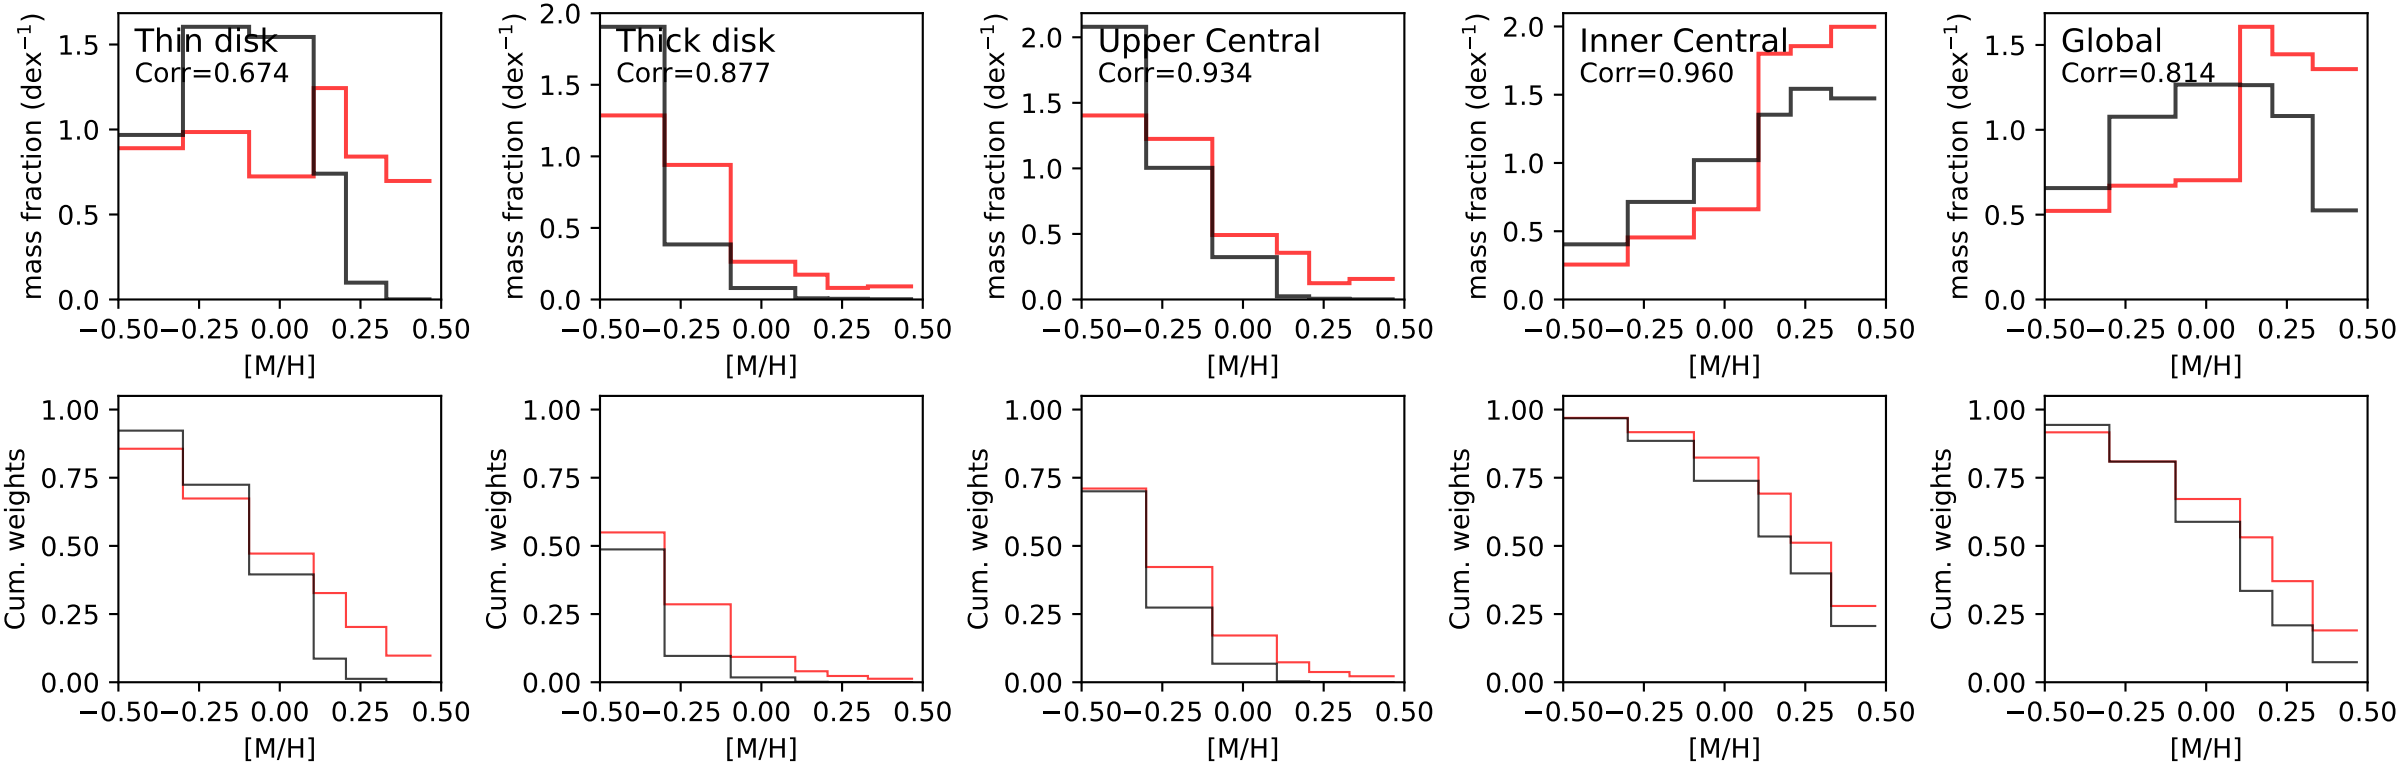 Thin disk
Corr=0.674
mass fraction (dex⁻¹)
1.5
1.0
0.5
0.0
−0.50 −0.25 0.00 0.25 0.50
[M/H]
Thick disk
Corr=0.877
mass fraction (dex⁻¹)
2.0
1.5
1.0
0.5
0.0
−0.50 −0.25 0.00 0.25 0.50
[M/H]
Upper Central
Corr=0.934
mass fraction (dex⁻¹)
2.0
1.5
1.0
0.5
0.0
−0.50 −0.25 0.00 0.25 0.50
[M/H]
Inner Central
Corr=0.960
mass fraction (dex⁻¹)
2.0
1.5
1.0
0.5
0.0
−0.50 −0.25 0.00 0.25 0.50
[M/H]
Global
Corr=0.814
mass fraction (dex⁻¹)
1.5
1.0
0.5
0.0
−0.50 −0.25 0.00 0.25 0.50
[M/H]
Cum. weights
1.00
0.75
0.50
0.25
0.00
−0.50 −0.25 0.00 0.25 0.50
[M/H]
Cum. weights
1.00
0.75
0.50
0.25
0.00
−0.50 −0.25 0.00 0.25 0.50
[M/H]
Cum. weights
1.00
0.75
0.50
0.25
0.00
−0.50 −0.25 0.00 0.25 0.50
[M/H]
Cum. weights
1.00
0.75
0.50
0.25
0.00
−0.50 −0.25 0.00 0.25 0.50
[M/H]
Cum. weights
1.00
0.75
0.50
0.25
0.00
−0.50 −0.25 0.00 0.25 0.50
[M/H]